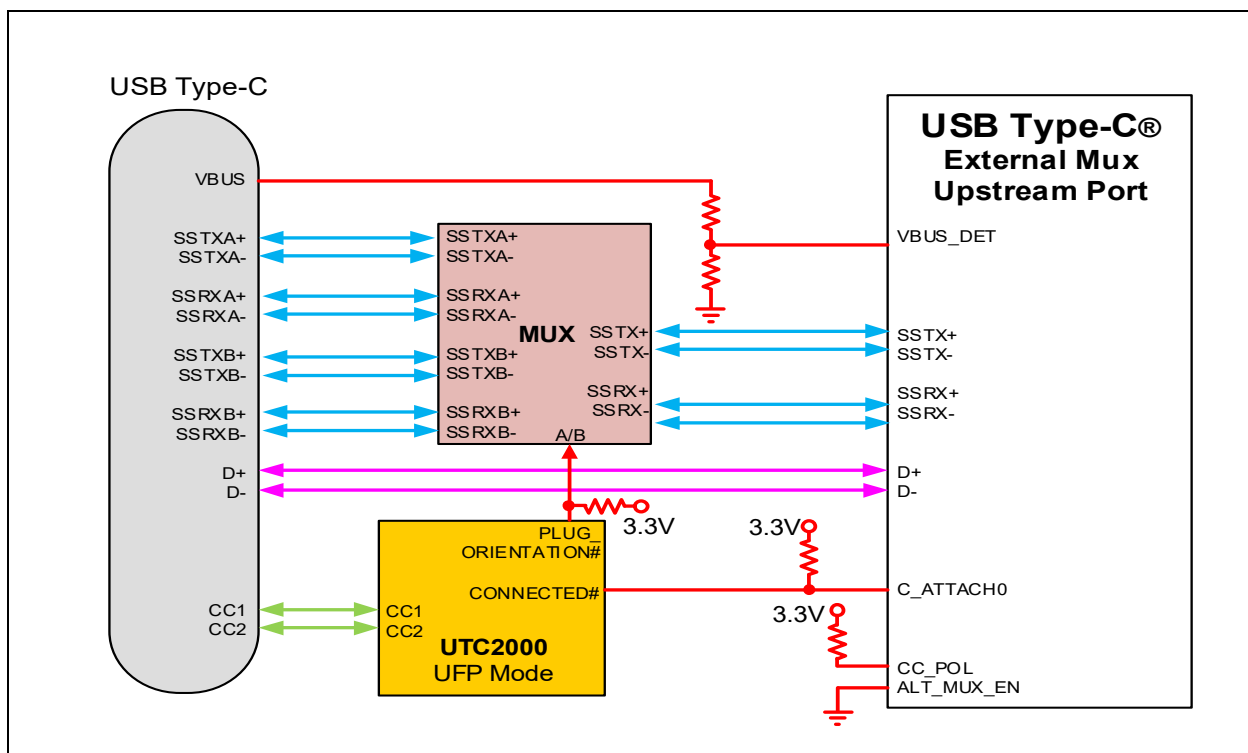 USB Type-C
VBUS
SSTXA+
SSTXA-
SSRXA+
SSRXA-
SSTXB+
SSTXB-
SSRXB+
SSRXB-
D+
D-
CC1
CC2
SSTXA+
SSTXA-
SSRXA+
SSRXA-
MUX
SSTXB+
SSTXB-
SSRXB+
SSRXB-
SSTX+
SSTX-
SSRX+
SSRX-
A/B
3.3V
PLUG_
ORIENTATION#
CONNECTED#
CC1
CC2
UTC2000
UFP Mode
3.3V
3.3V
USB Type-C®
External Mux
Upstream Port
VBUS_DET
SSTX+
SSTX-
SSRX+
SSRX-
D+
D-
C_ATTACH0
CC_POL
ALT_MUX_EN